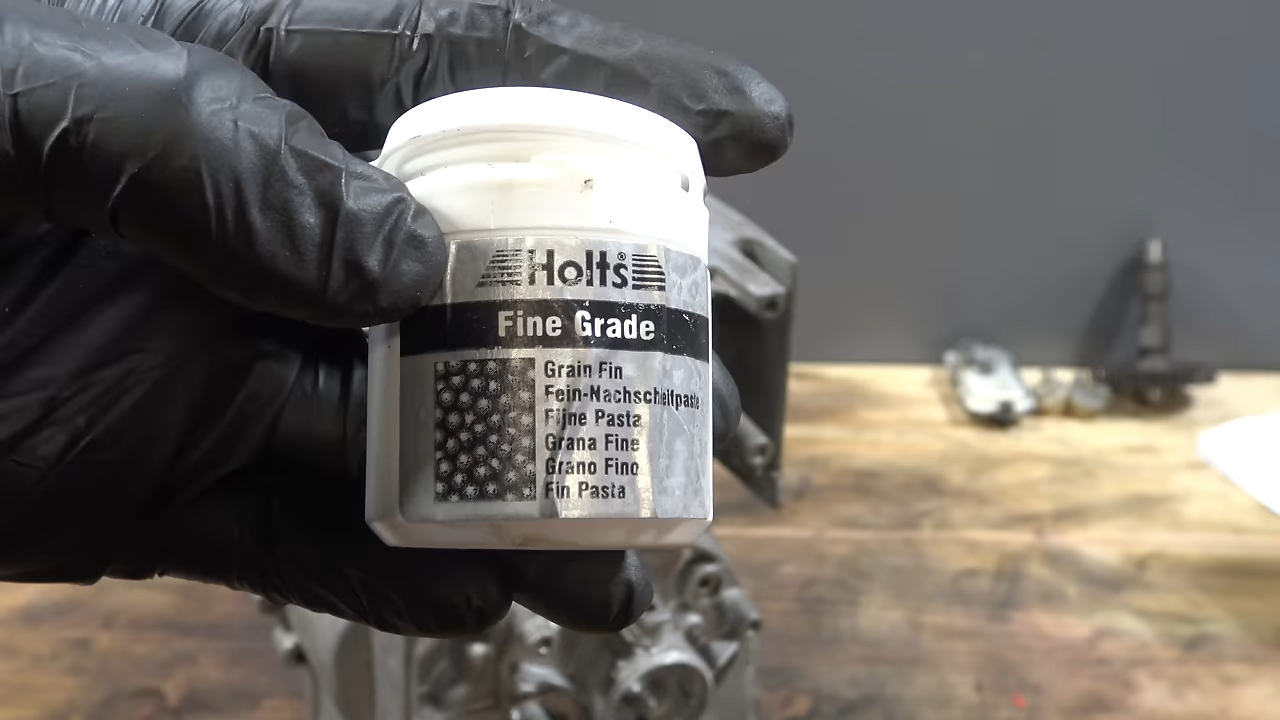 Holts®
Fine Grade
Grain Fin
Fein-Nachschleifpaste
Fijne Pasta
Grana Fine
Grano Fino
Fin Pasta